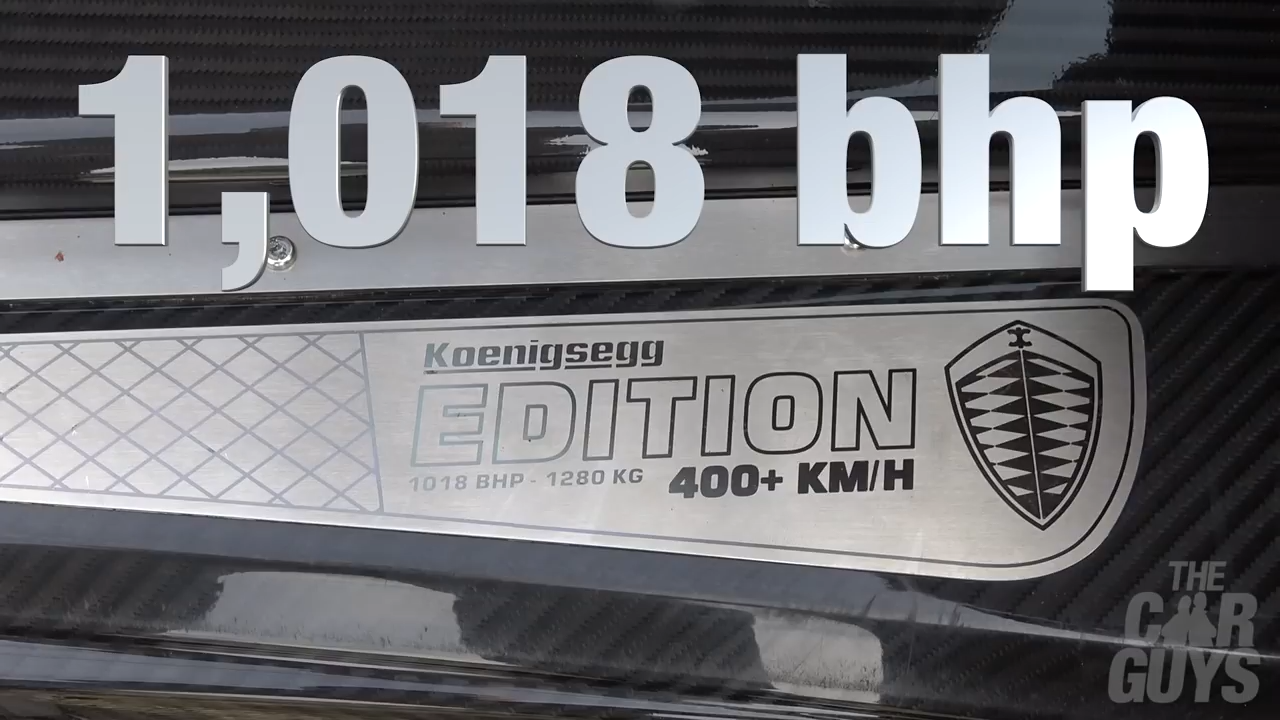 1,018 bhp
Koenigsegg
EDITION
1018 BHP - 1280 KG 400+ KM/H
THE
CAR
GUYS